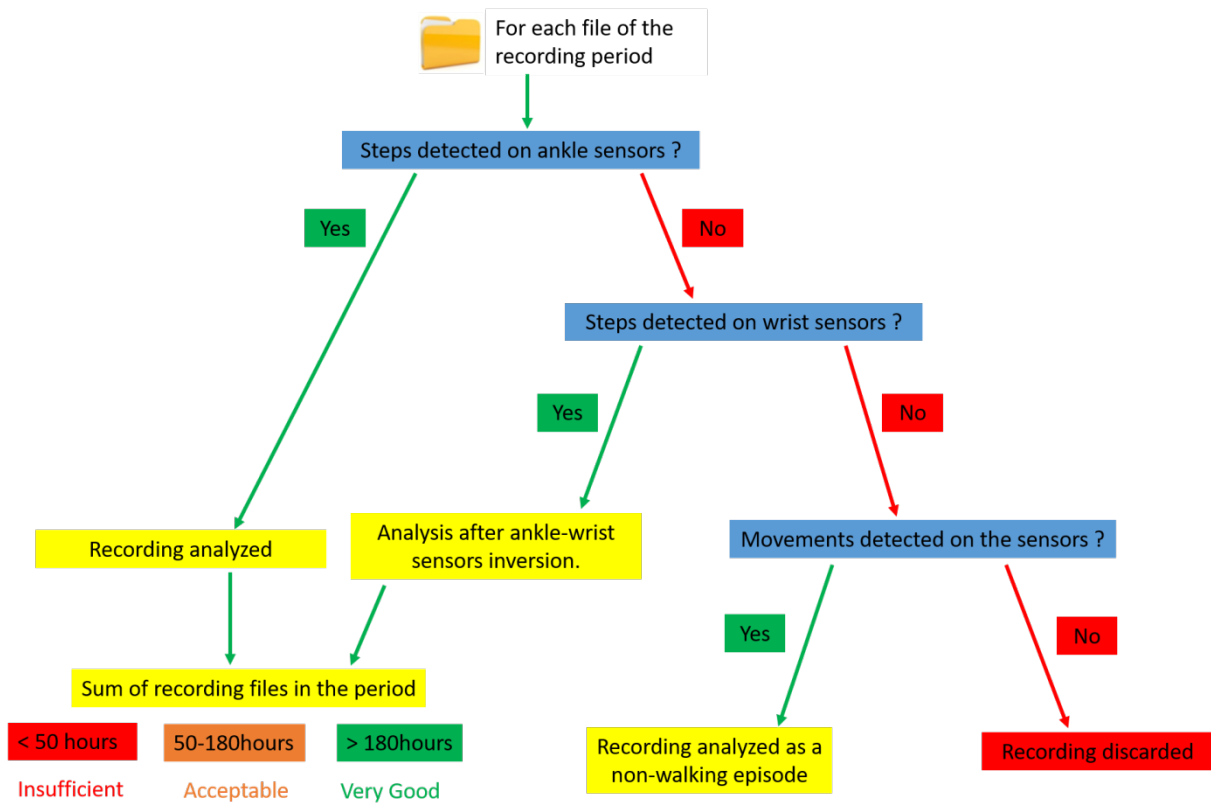 For each file of the
recording period
Steps detected on ankle sensors ?
Yes
No
Steps detected on wrist sensors ?
Yes
No
Recording analyzed
Analysis after ankle-wrist
sensors inversion.
Movements detected on the sensors ?
Yes
No
Sum of recording files in the period
< 50 hours
50-180hours
> 180hours
Insufficient
Acceptable
Very Good
Recording analyzed as a
non-walking episode
Recording discarded